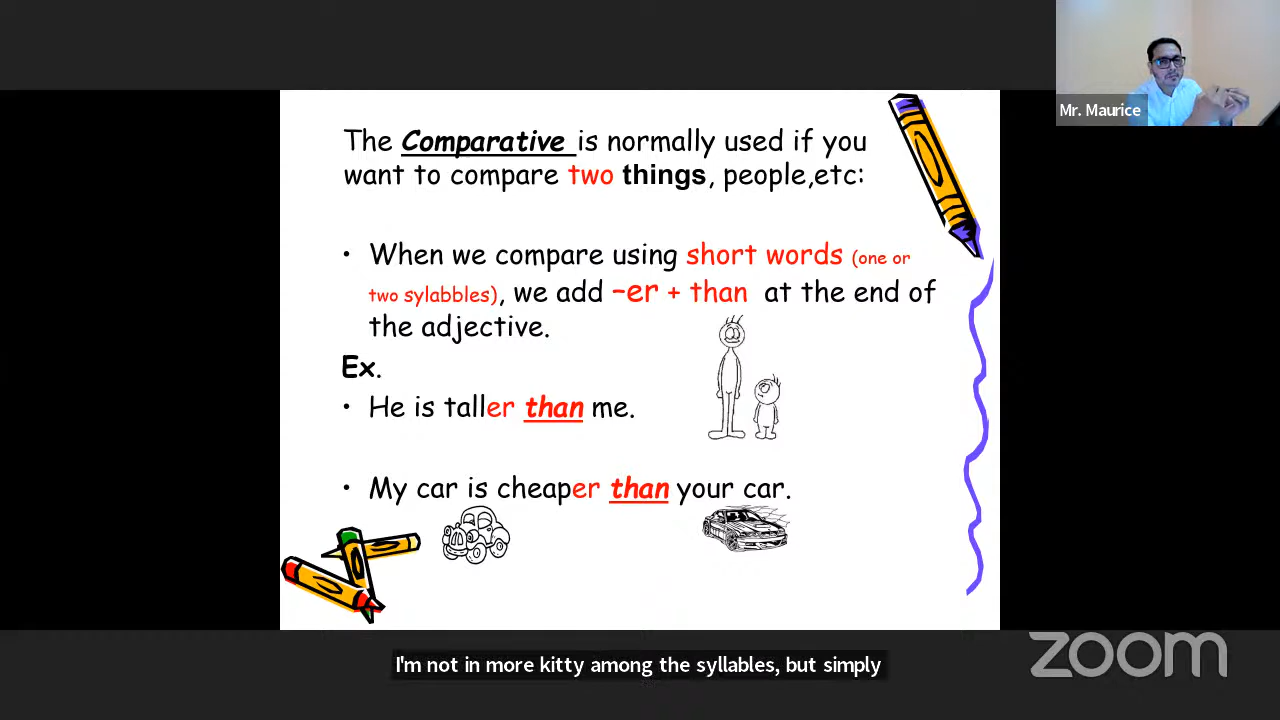 Mr. Maurice
The Comparative is normally used if you
want to compare two things, people,etc:
• When we compare using short words (one or
two sylabbles), we add –er + than at the end of
the adjective.
Ex.
• He is taller than me.
• My car is cheaper than your car.
I'm not in more kitty among the syllables, but simply
zoom